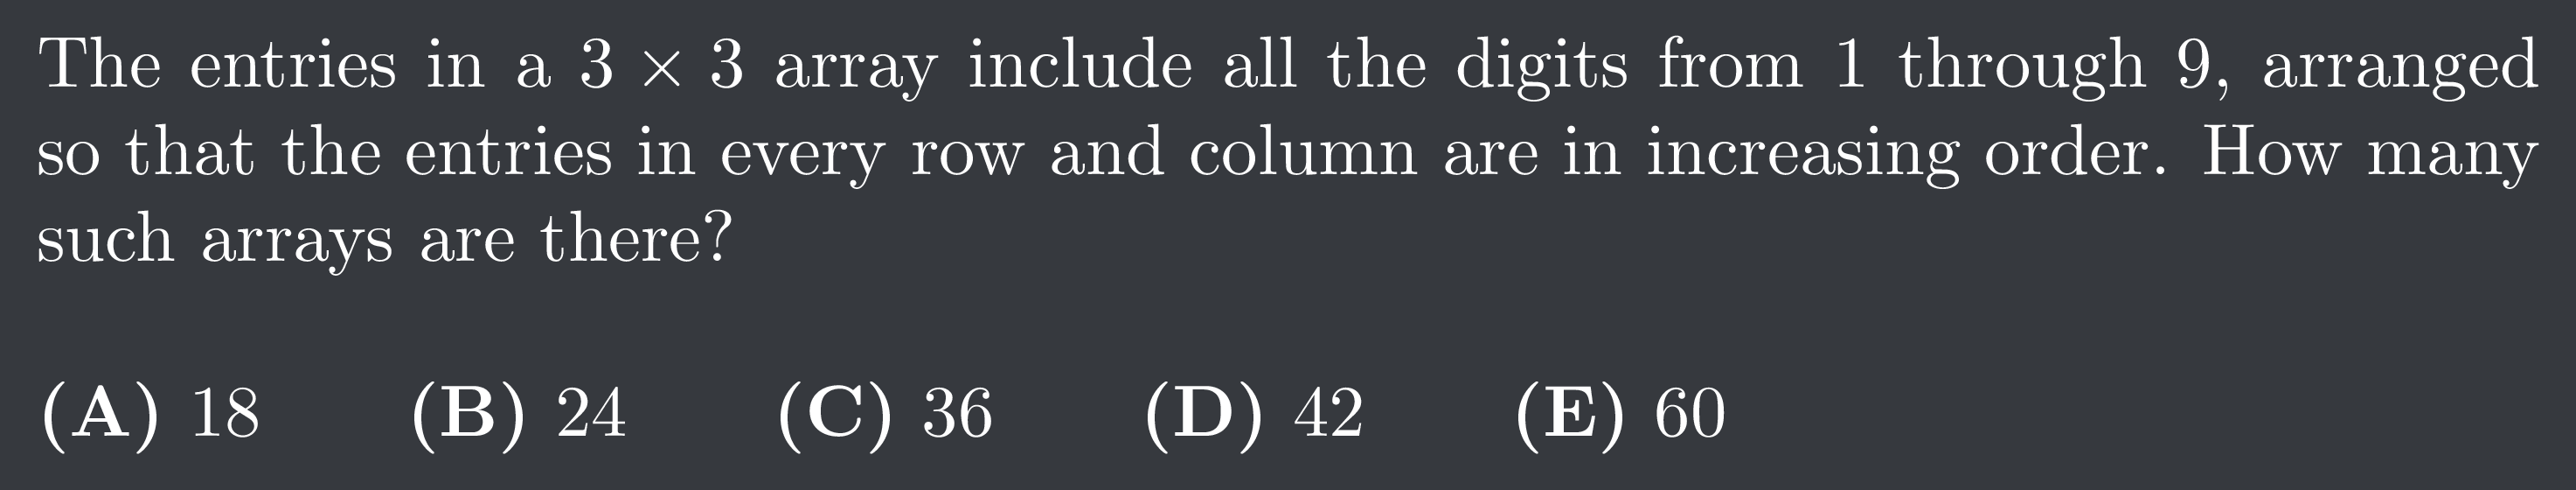 The entries in a 3 × 3 array include all the digits from 1 through 9, arranged
so that the entries in every row and column are in increasing order. How many
such arrays are there?
(A) 18 (B) 24 (C) 36 (D) 42 (E) 60